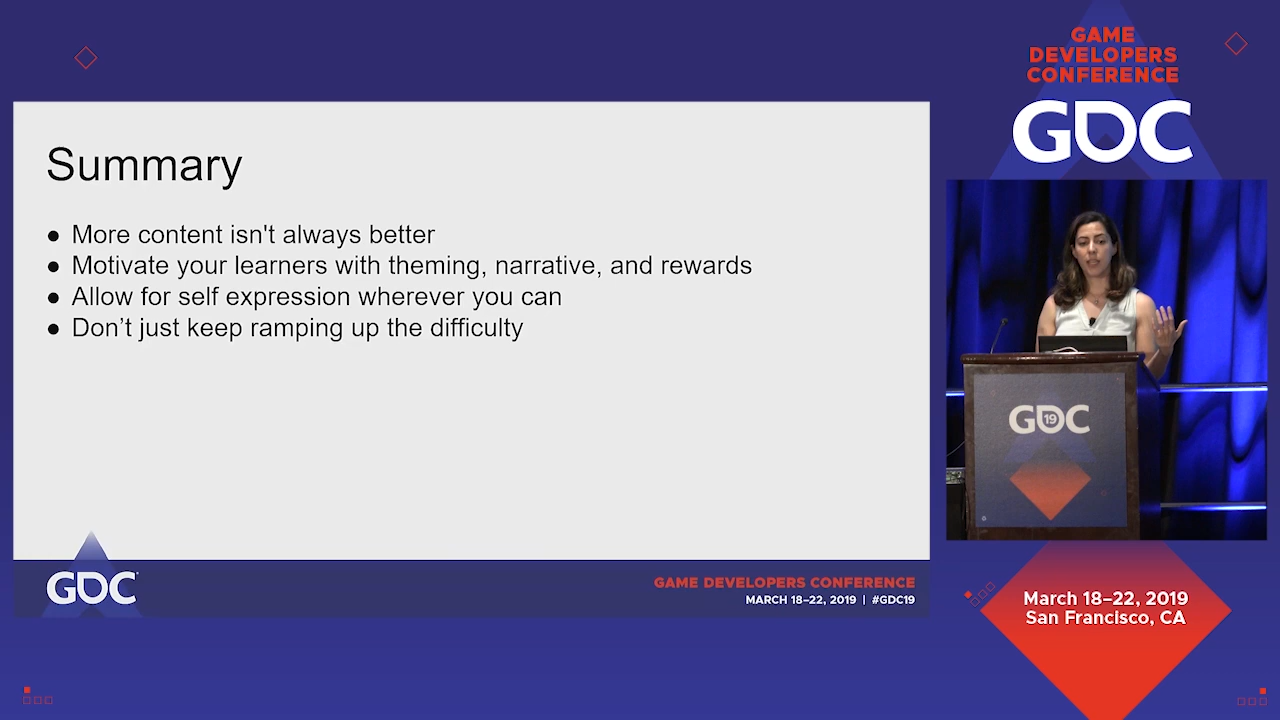 GAME
DEVELOPERS
CONFERENCE
GDC
Summary
● More content isn't always better
● Motivate your learners with theming, narrative, and rewards
● Allow for self expression wherever you can
● Don’t just keep ramping up the difficulty
GDC
GAME DEVELOPERS CONFERENCE
MARCH 18–22, 2019 | #GDC19
GDC
19
March 18–22, 2019
San Francisco, CA